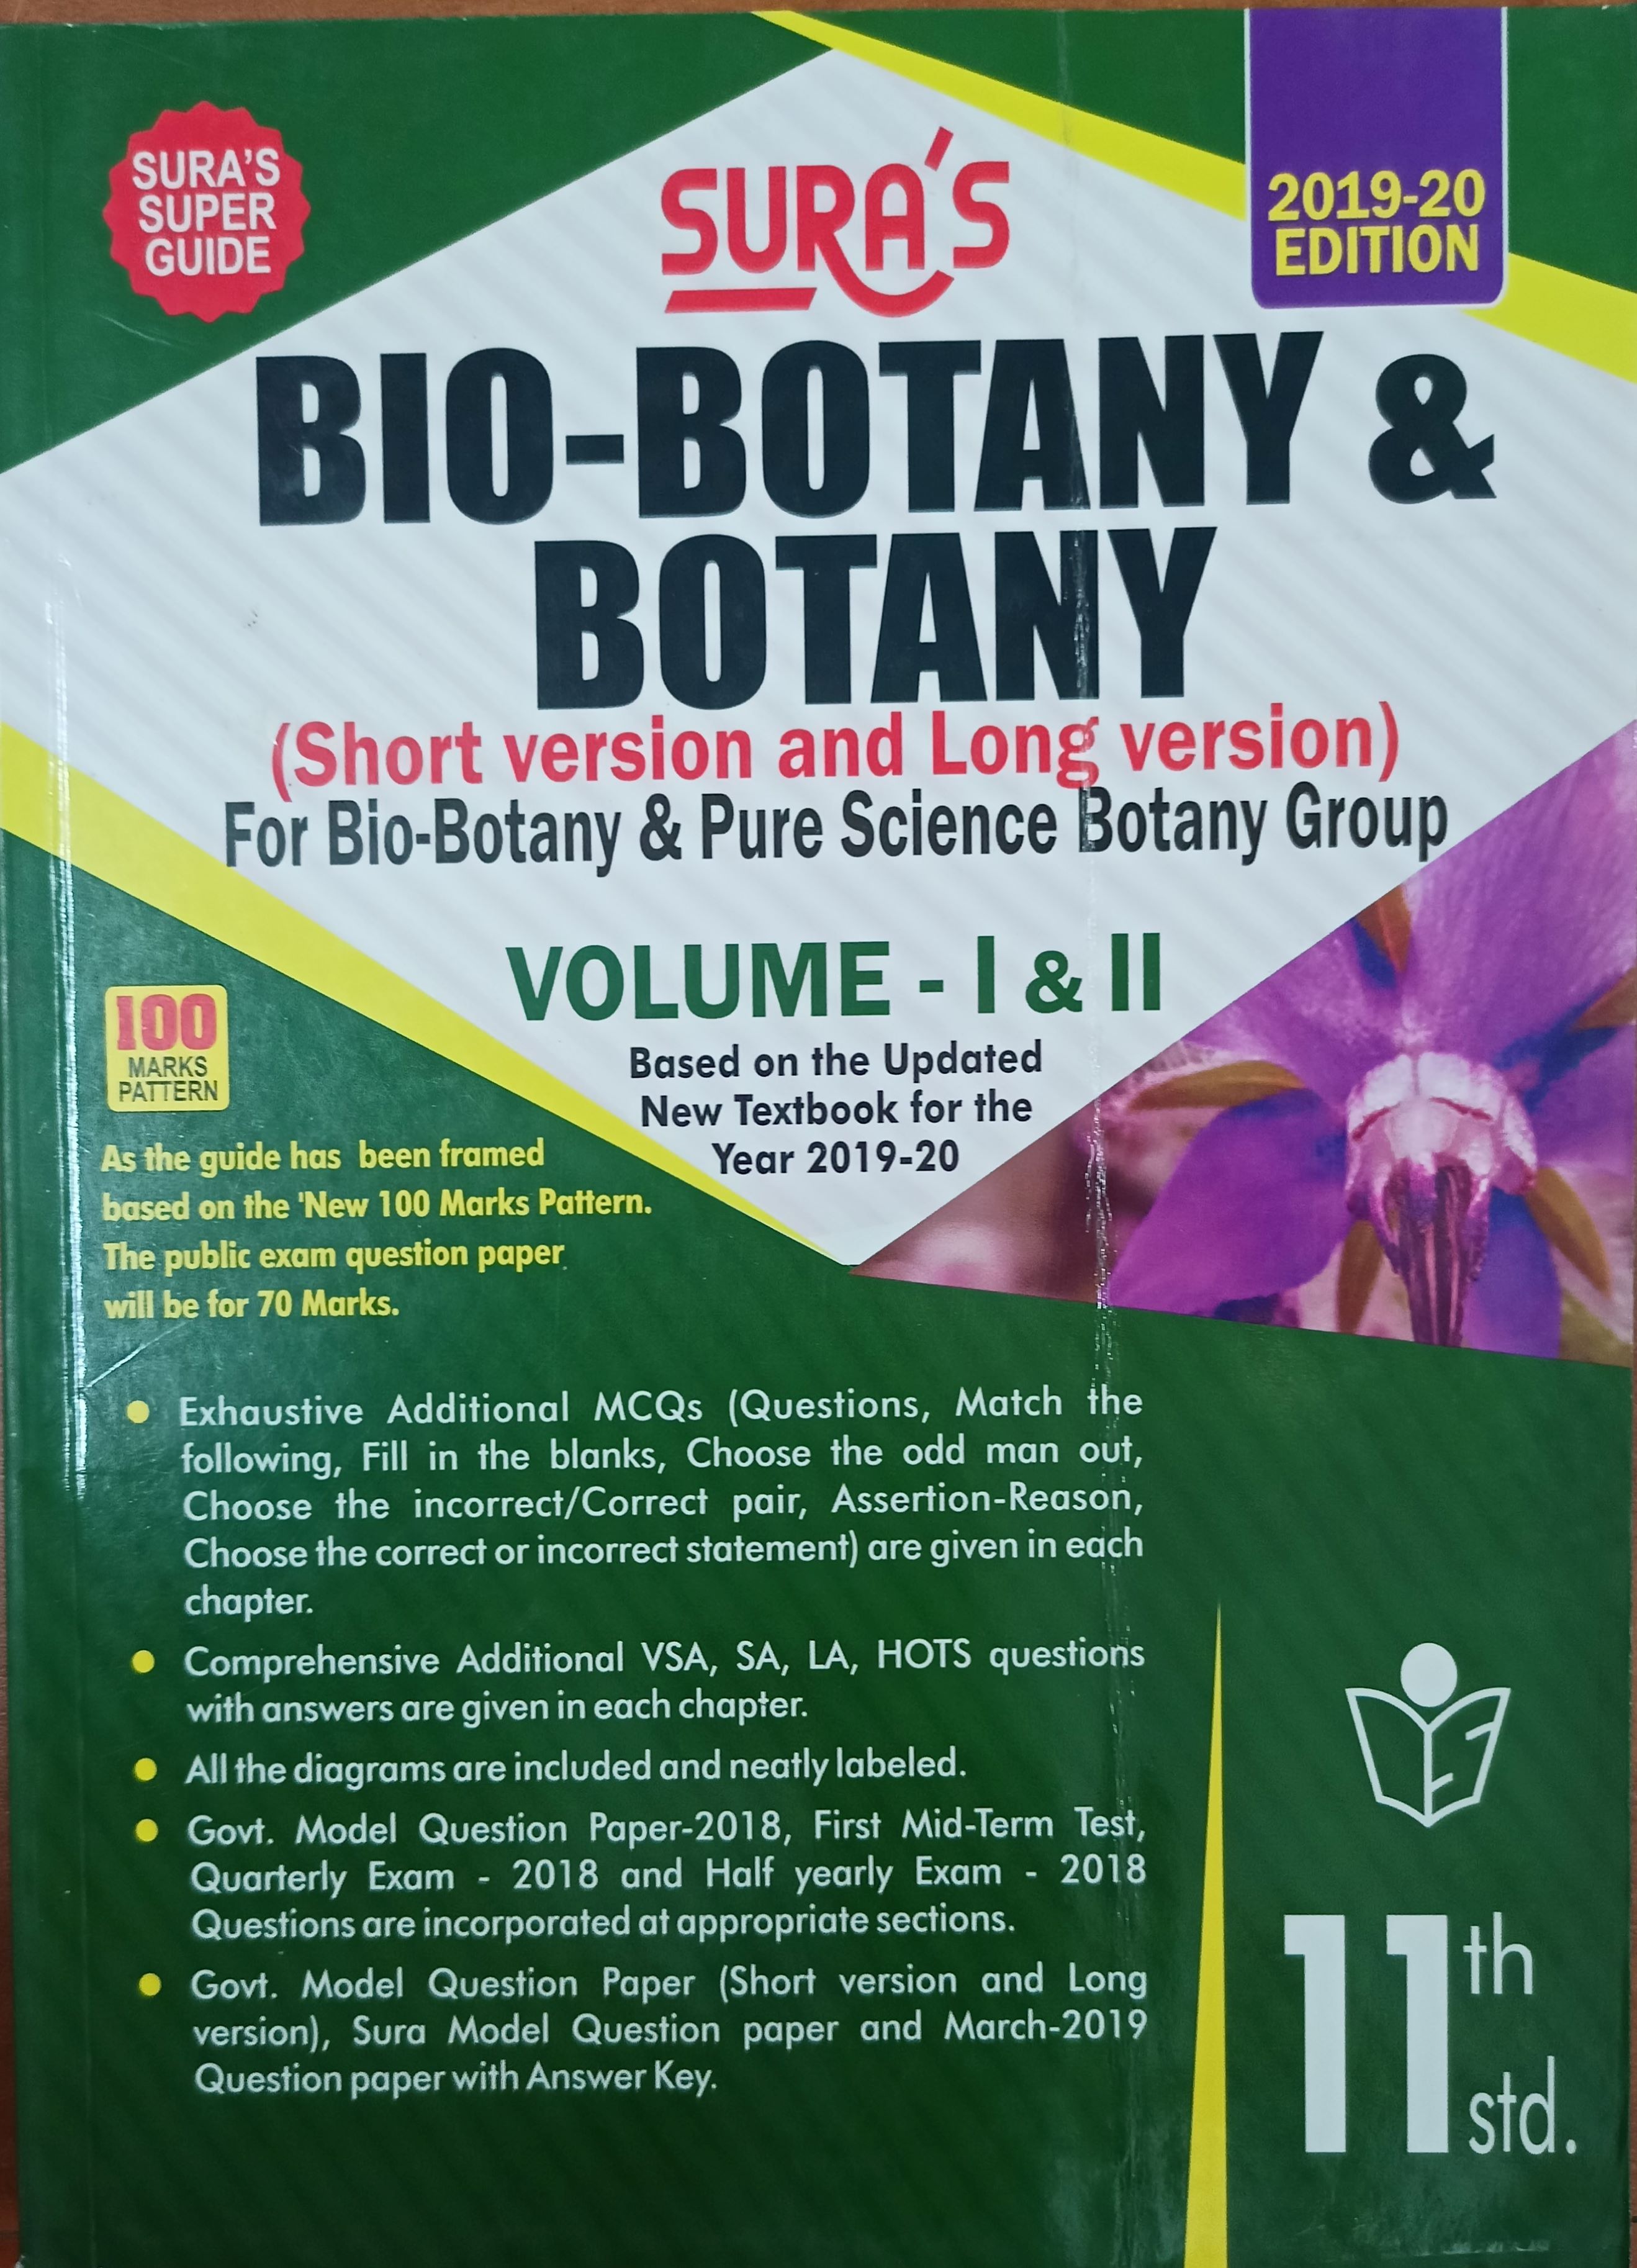 SURA'S
SUPER
GUIDE
SURA'S
2019-20
EDITION
BIO-BOTANY &
BOTANY
(Short version and Long version)
For Bio-Botany & Pure Science Botany Group
VOLUME - I & II
Based on the Updated
New Textbook for the
Year 2019-20
100
MARKS
PATTERN
As the guide has been framed
based on the 'New 100 Marks Pattern.
The public exam question paper
will be for 70 Marks.
• Exhaustive Additional MCQs (Questions, Match the
following, Fill in the blanks, Choose the odd man out,
Choose the incorrect/Correct pair, Assertion-Reason,
Choose the correct or incorrect statement) are given in each
chapter.
• Comprehensive Additional VSA, SA, LA, HOTS questions
with answers are given in each chapter.
• All the diagrams are included and neatly labeled.
• Govt. Model Question Paper-2018, First Mid-Term Test,
Quarterly Exam - 2018 and Half yearly Exam - 2018
Questions are incorporated at appropriate sections.
• Govt. Model Question Paper (Short version and Long
version), Sura Model Question paper and March-2019
Question paper with Answer Key.
11th
std.